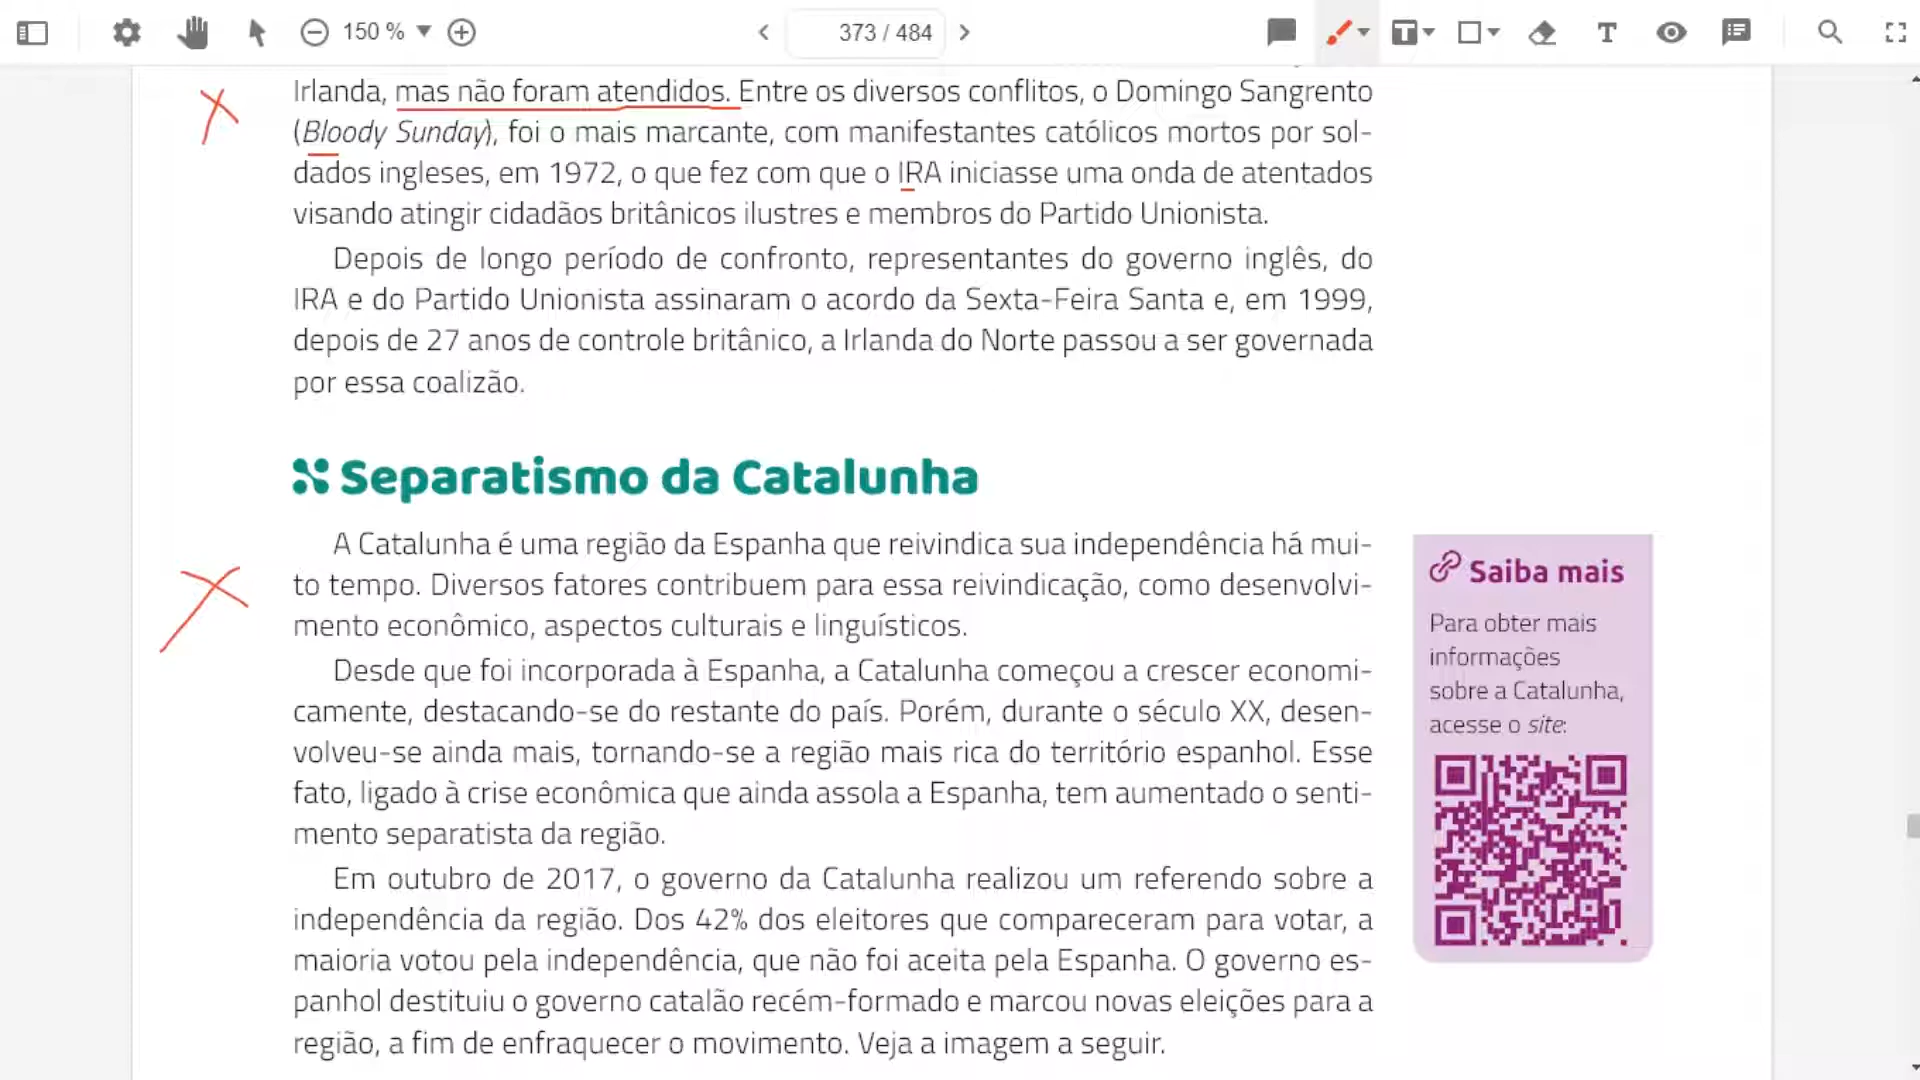 150 %
373 / 484
Irlanda, mas não foram atendidos. Entre os diversos conflitos, o Domingo Sangrento
(Bloody Sunday), foi o mais marcante, com manifestantes católicos mortos por sol-
dados ingleses, em 1972, o que fez com que o IRA iniciasse uma onda de atentados
visando atingir cidadãos britânicos ilustres e membros do Partido Unionista.
Depois de longo período de confronto, representantes do governo inglês, do
IRA e do Partido Unionista assinaram o acordo da Sexta-Feira Santa e, em 1999,
depois de 27 anos de controle britânico, a Irlanda do Norte passou a ser governada
por essa coalizão.
Separatismo da Catalunha
A Catalunha é uma região da Espanha que reivindica sua independência há mui-
to tempo. Diversos fatores contribuem para essa reivindicação, como desenvolvi-
mento econômico, aspectos culturais e linguísticos.
Desde que foi incorporada à Espanha, a Catalunha começou a crescer economi-
camente, destacando-se do restante do país. Porém, durante o século XX, desen-
volveu-se ainda mais, tornando-se a região mais rica do território espanhol. Esse
fato, ligado à crise econômica que ainda assola a Espanha, tem aumentado o senti-
mento separatista da região.
Em outubro de 2017, o governo da Catalunha realizou um referendo sobre a
independência da região. Dos 42% dos eleitores que compareceram para votar, a
maioria votou pela independência, que não foi aceita pela Espanha. O governo es-
panhol destituiu o governo catalão recém-formado e marcou novas eleições para a
região, a fim de enfraquecer o movimento. Veja a imagem a seguir.
Saiba mais
Para obter mais
informações
sobre a Catalunha,
acesse o site: